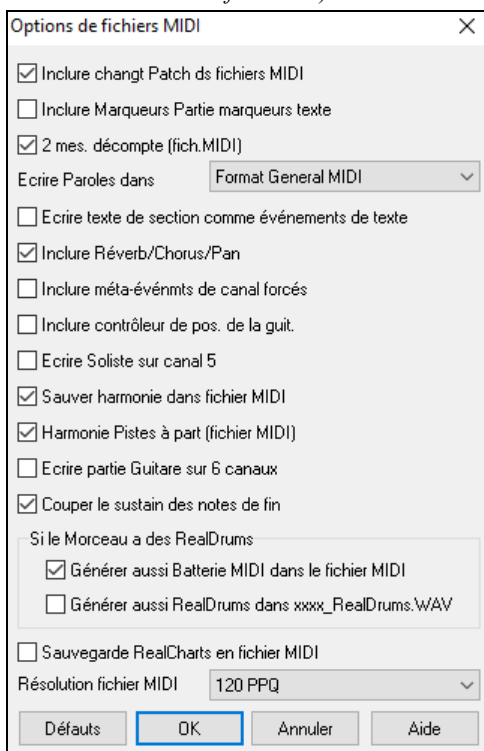 Options de fichiers MIDI
Inclure changt Patch ds fichiers MIDI
Inclure Marqueurs Partie marqueurs texte
2 mes. décompte (fich.MIDI)
Ecrire Paroles dans Format General MIDI
Ecrire texte de section comme événements de texte
Inclure Réverb/Chorus/Pan
Inclure méta-événmts de canal forcés
Inclure contrôleur de pos. de la guit.
Ecrire Soliste sur canal 5
Sauver harmonie dans fichier MIDI
Harmonie Pistes à part (fichier MIDI)
Ecrire partie Guitare sur 6 canaux
Couper le sustain des notes de fin
Si le Morceau a des RealDrums
Générer aussi Batterie MIDI dans le fichier MIDI
Générer aussi RealDrums dans xxxx_RealDrums.WAV
Sauvegarde RealCharts en fichier MIDI
Résolution fichier MIDI 120 PPQ
Défauts OK Annuler Aide